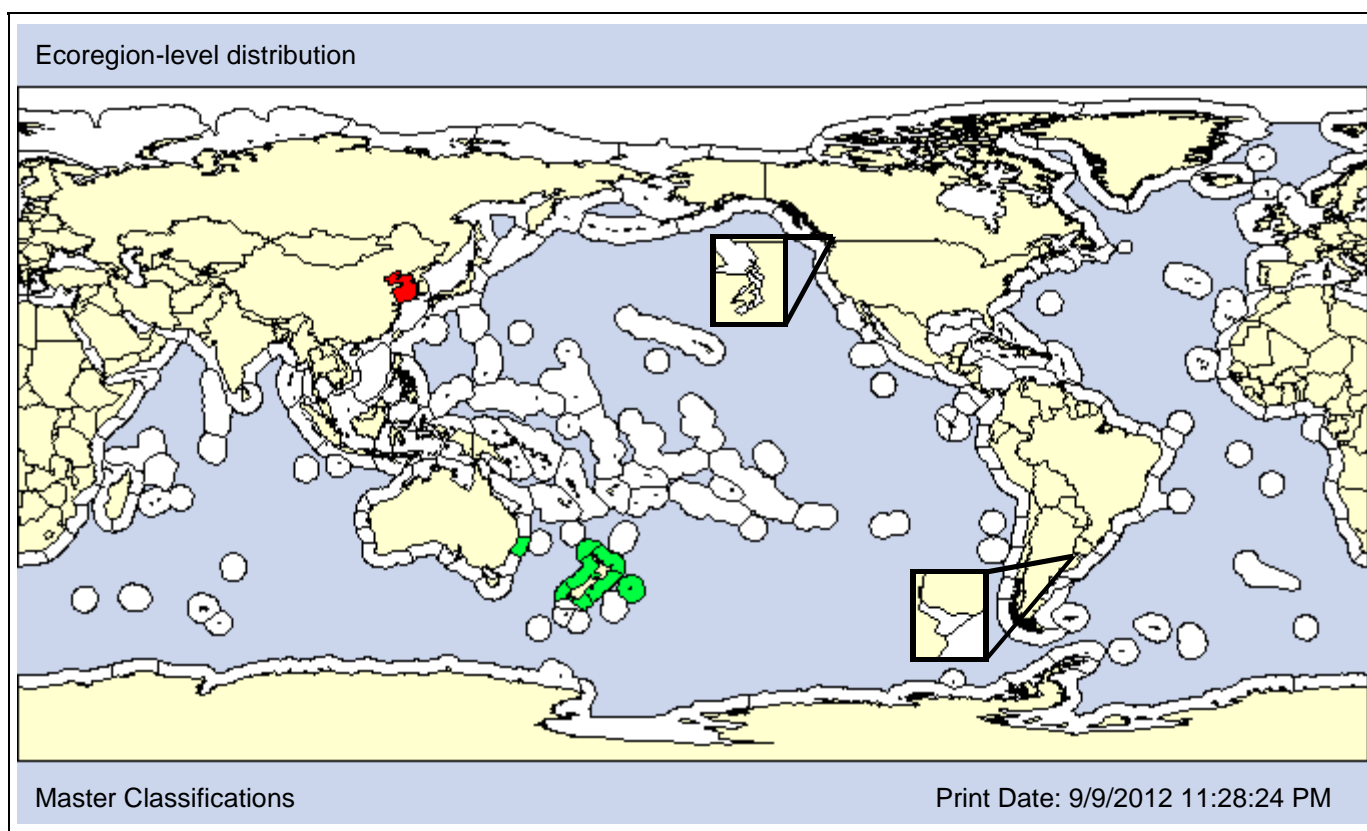 Ecoregion-level distribution
Master Classifications
Print Date: 9/9/2012 11:28:24 PM